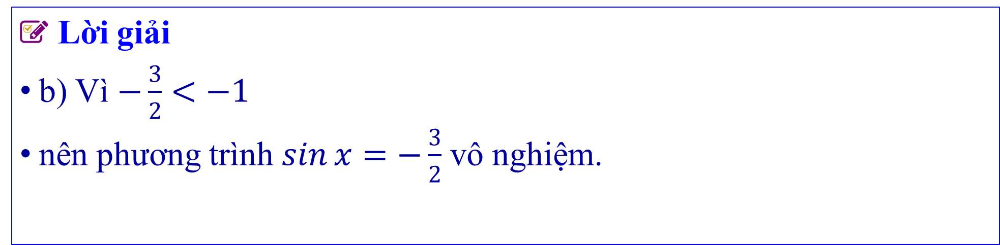 Lời giải
• b) Vì − 3/2 < −1
• nên phương trình sin x = − 3/2 vô nghiệm.